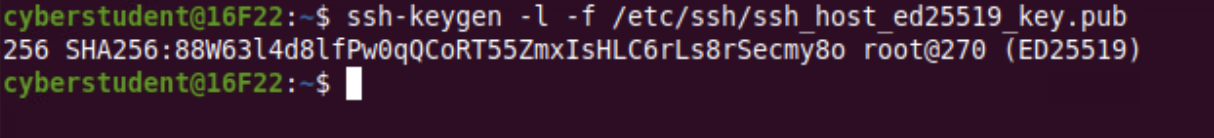 cyberstudent@16F22:~$ ssh-keygen -l -f /etc/ssh/ssh_host_ed25519_key.pub
256 SHA256:88W63l4d8lfPw0qQCoRT55ZmxIsHLC6rLs8rSecmy8o root@270 (ED25519)
cyberstudent@16F22:~$